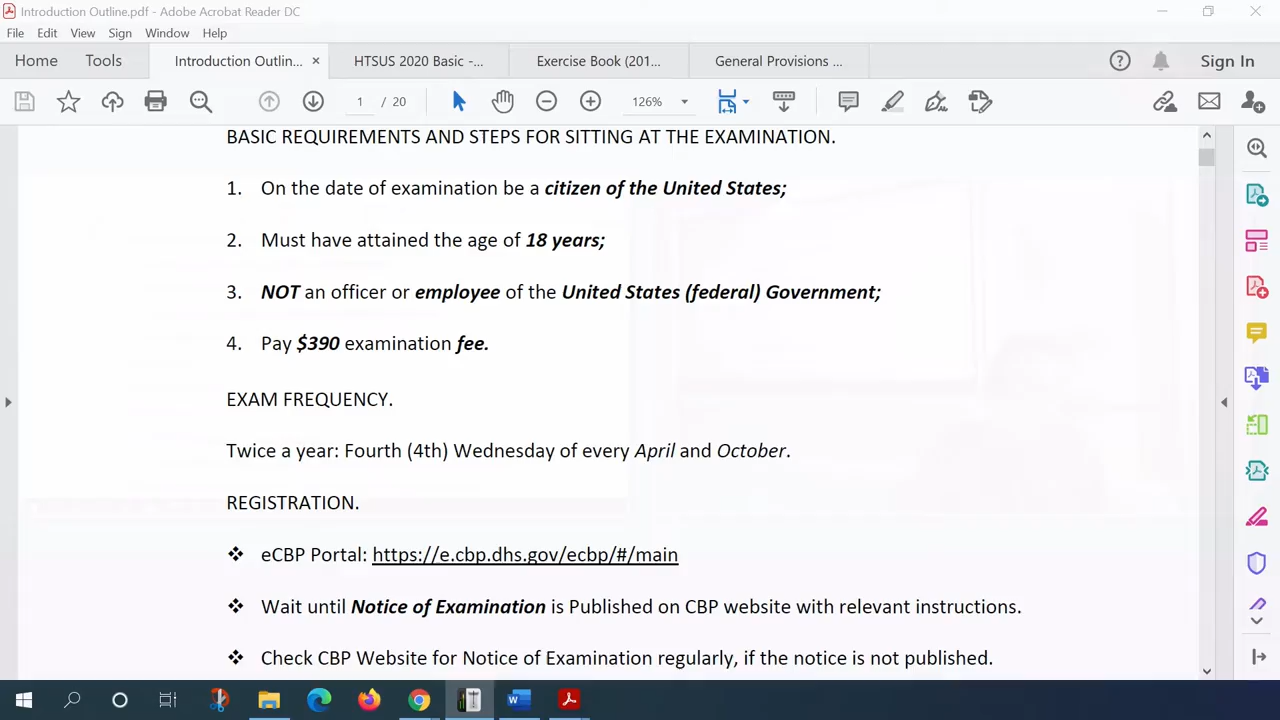 Introduction Outline.pdf - Adobe Acrobat Reader DC
File Edit View Sign Window Help
Home Tools Introduction Outlin... × HTSUS 2020 Basic -... Exercise Book (201... General Provisions ... Sign In
1 / 20 126%
BASIC REQUIREMENTS AND STEPS FOR SITTING AT THE EXAMINATION.
1. On the date of examination be a citizen of the United States;
2. Must have attained the age of 18 years;
3. NOT an officer or employee of the United States (federal) Government;
4. Pay $390 examination fee.
EXAM FREQUENCY.
Twice a year: Fourth (4th) Wednesday of every April and October.
REGISTRATION.
❖ eCBP Portal: https://e.cbp.dhs.gov/ecbp/#/main
❖ Wait until Notice of Examination is Published on CBP website with relevant instructions.
❖ Check CBP Website for Notice of Examination regularly, if the notice is not published.